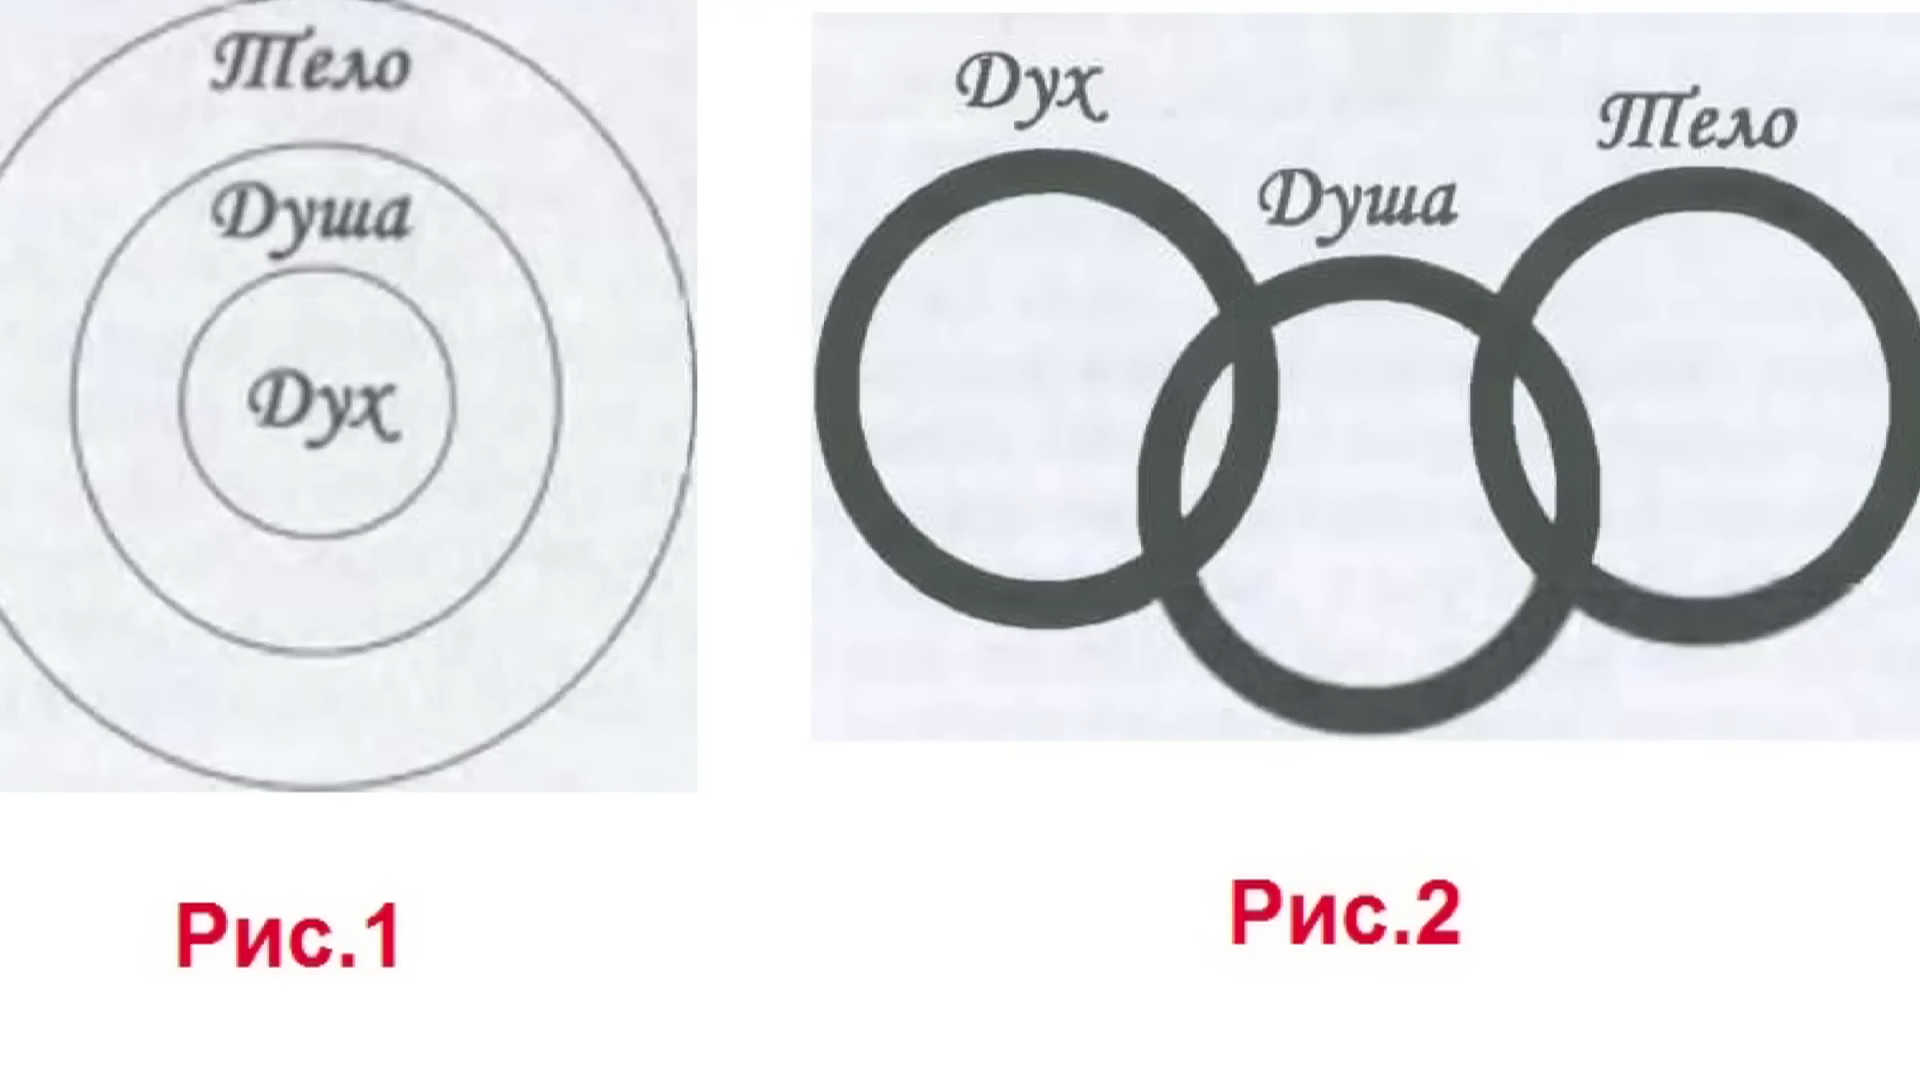 Тело
Душа
Дух
Рис.1
Дух
Душа
Тело
Рис.2